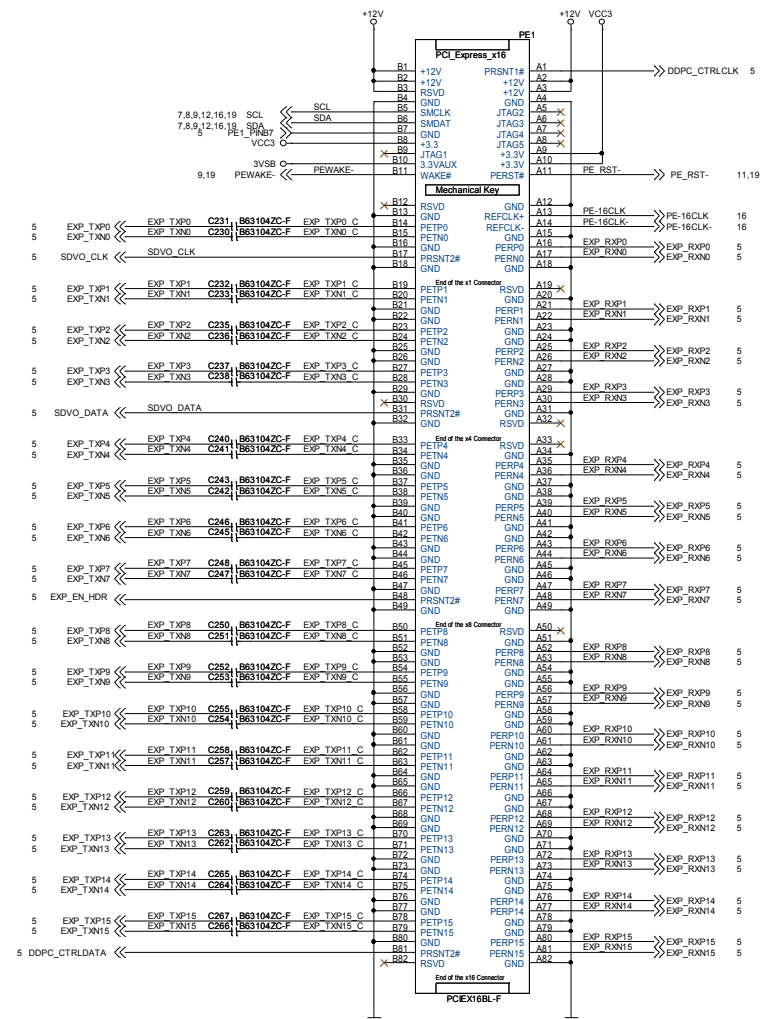 +12V +12V VCC3
PE1
PCI_Express_x16
B1 +12V PRSNT1# A1 DDPC_CTRLCLK 5
B2 +12V +12V A2
B3 RSVD +12V A3
B4 GND GND A4
7,8,9,12,16,19 SCL SCL B5 SMCLK JTAG2 A5
7,8,9,12,16,19 SDA SDA B6 SMDAT JTAG3 A6
5 PE1_PINB7 B7 GND JTAG4 A7
VCC3 B8 +3.3 JTAG5 A8
B9 JTAG1 +3.3V A9
3VSB B10 3.3VAUX +3.3V A10
9,19 PEWAKE- PEWAKE- B11 WAKE# PERST# A11 PE_RST- PE_RST- 11,19
Mechanical Key
B12 RSVD GND A12
B13 GND REFCLK+ A13 PE-16CLK PE-16CLK 16
5 EXP_TXP0 EXP_TXP0 C231 B63104ZC-F EXP_TXP0_C B14 PETP0 REFCLK- A14 PE-16CLK- PE-16CLK- 16
5 EXP_TXN0 EXP_TXN0 C230 B63104ZC-F EXP_TXN0_C B15 PETN0 GND A15
B16 GND PERP0 A16 EXP_RXP0 EXP_RXP0 5
5 SDVO_CLK SDVO_CLK B17 PRSNT2# PERN0 A17 EXP_RXN0 EXP_RXN0 5
B18 GND GND A18
End of the x1 Connector
5 EXP_TXP1 EXP_TXP1 C232 B63104ZC-F EXP_TXP1_C B19 PETP1 RSVD A19
5 EXP_TXN1 EXP_TXN1 C233 B63104ZC-F EXP_TXN1_C B20 PETN1 GND A20
B21 GND PERP1 A21 EXP_RXP1 EXP_RXP1 5
B22 GND PERN1 A22 EXP_RXN1 EXP_RXN1 5
5 EXP_TXP2 EXP_TXP2 C235 B63104ZC-F EXP_TXP2_C B23 PETP2 GND A23
5 EXP_TXN2 EXP_TXN2 C236 B63104ZC-F EXP_TXN2_C B24 PETN2 GND A24
B25 GND PERP2 A25 EXP_RXP2 EXP_RXP2 5
B26 GND PERN2 A26 EXP_RXN2 EXP_RXN2 5
5 EXP_TXP3 EXP_TXP3 C237 B63104ZC-F EXP_TXP3_C B27 PETP3 GND A27
5 EXP_TXN3 EXP_TXN3 C238 B63104ZC-F EXP_TXN3_C B28 PETN3 GND A28
B29 GND PERP3 A29 EXP_RXP3 EXP_RXP3 5
B30 RSVD PERN3 A30 EXP_RXN3 EXP_RXN3 5
5 SDVO_DATA SDVO_DATA B31 PRSNT2# GND A31
B32 GND RSVD A32
End of the x4 Connector
5 EXP_TXP4 EXP_TXP4 C240 B63104ZC-F EXP_TXP4_C B33 PETP4 RSVD A33
5 EXP_TXN4 EXP_TXN4 C241 B63104ZC-F EXP_TXN4_C B34 PETN4 GND A34
B35 GND PERP4 A35 EXP_RXP4 EXP_RXP4 5
B36 GND PERN4 A36 EXP_RXN4 EXP_RXN4 5
5 EXP_TXP5 EXP_TXP5 C243 B63104ZC-F EXP_TXP5_C B37 PETP5 GND A37
5 EXP_TXN5 EXP_TXN5 C242 B63104ZC-F EXP_TXN5_C B38 PETN5 GND A38
B39 GND PERP5 A39 EXP_RXP5 EXP_RXP5 5
B40 GND PERN5 A40 EXP_RXN5 EXP_RXN5 5
5 EXP_TXP6 EXP_TXP6 C246 B63104ZC-F EXP_TXP6_C B41 PETP6 GND A41
5 EXP_TXN6 EXP_TXN6 C245 B63104ZC-F EXP_TXN6_C B42 PETN6 GND A42
B43 GND PERP6 A43 EXP_RXP6 EXP_RXP6 5
B44 GND PERN6 A44 EXP_RXN6 EXP_RXN6 5
5 EXP_TXP7 EXP_TXP7 C248 B63104ZC-F EXP_TXP7_C B45 PETP7 GND A45
5 EXP_TXN7 EXP_TXN7 C247 B63104ZC-F EXP_TXN7_C B46 PETN7 GND A46
B47 GND PERP7 A47 EXP_RXP7 EXP_RXP7 5
5 EXP_EN_HDR B48 PRSNT2# PERN7 A48 EXP_RXN7 EXP_RXN7 5
B49 GND GND A49
End of the x8 Connector
5 EXP_TXP8 EXP_TXP8 C250 B63104ZC-F EXP_TXP8_C B50 PETP8 RSVD A50
5 EXP_TXN8 EXP_TXN8 C251 B63104ZC-F EXP_TXN8_C B51 PETN8 GND A51
B52 GND PERP8 A52 EXP_RXP8 EXP_RXP8 5
B53 GND PERN8 A53 EXP_RXN8 EXP_RXN8 5
5 EXP_TXP9 EXP_TXP9 C252 B63104ZC-F EXP_TXP9_C B54 PETP9 GND A54
5 EXP_TXN9 EXP_TXN9 C253 B63104ZC-F EXP_TXN9_C B55 PETN9 GND A55
B56 GND PERP9 A56 EXP_RXP9 EXP_RXP9 5
B57 GND PERN9 A57 EXP_RXN9 EXP_RXN9 5
5 EXP_TXP10 EXP_TXP10 C255 B63104ZC-F EXP_TXP10_C B58 PETP10 GND A58
5 EXP_TXN10 EXP_TXN10 C254 B63104ZC-F EXP_TXN10_C B59 PETN10 GND A59
B60 GND PERP10 A60 EXP_RXP10 EXP_RXP10 5
B61 GND PERN10 A61 EXP_RXN10 EXP_RXN10 5
5 EXP_TXP11 EXP_TXP11 C258 B63104ZC-F EXP_TXP11_C B62 PETP11 GND A62
5 EXP_TXN11 EXP_TXN11 C257 B63104ZC-F EXP_TXN11_C B63 PETN11 GND A63
B64 GND PERP11 A64 EXP_RXP11 EXP_RXP11 5
B65 GND PERN11 A65 EXP_RXN11 EXP_RXN11 5
5 EXP_TXP12 EXP_TXP12 C259 B63104ZC-F EXP_TXP12_C B66 PETP12 GND A66
5 EXP_TXN12 EXP_TXN12 C260 B63104ZC-F EXP_TXN12_C B67 PETN12 GND A67
B68 GND PERP12 A68 EXP_RXP12 EXP_RXP12 5
B69 GND PERN12 A69 EXP_RXN12 EXP_RXN12 5
5 EXP_TXP13 EXP_TXP13 C263 B63104ZC-F EXP_TXP13_C B70 PETP13 GND A70
5 EXP_TXN13 EXP_TXN13 C262 B63104ZC-F EXP_TXN13_C B71 PETN13 GND A71
B72 GND PERP13 A72 EXP_RXP13 EXP_RXP13 5
B73 GND PERN13 A73 EXP_RXN13 EXP_RXN13 5
5 EXP_TXP14 EXP_TXP14 C265 B63104ZC-F EXP_TXP14_C B74 PETP14 GND A74
5 EXP_TXN14 EXP_TXN14 C264 B63104ZC-F EXP_TXN14_C B75 PETN14 GND A75
B76 GND PERP14 A76 EXP_RXP14 EXP_RXP14 5
B77 GND PERP14 A77 EXP_RXN14 EXP_RXN14 5
5 EXP_TXP15 EXP_TXP15 C267 B63104ZC-F EXP_TXP15_C B78 PETP15 GND A78
5 EXP_TXN15 EXP_TXN15 C266 B63104ZC-F EXP_TXN15_C B79 PETN15 GND A79
B80 GND PERP15 A80 EXP_RXP15 EXP_RXP15 5
5 DDPC_CTRLDATA B81 PRSNT2# PERN15 A81 EXP_RXN15 EXP_RXN15 5
B82 RSVD GND A82
End of the x16 Connector
PCIEX16BL-F